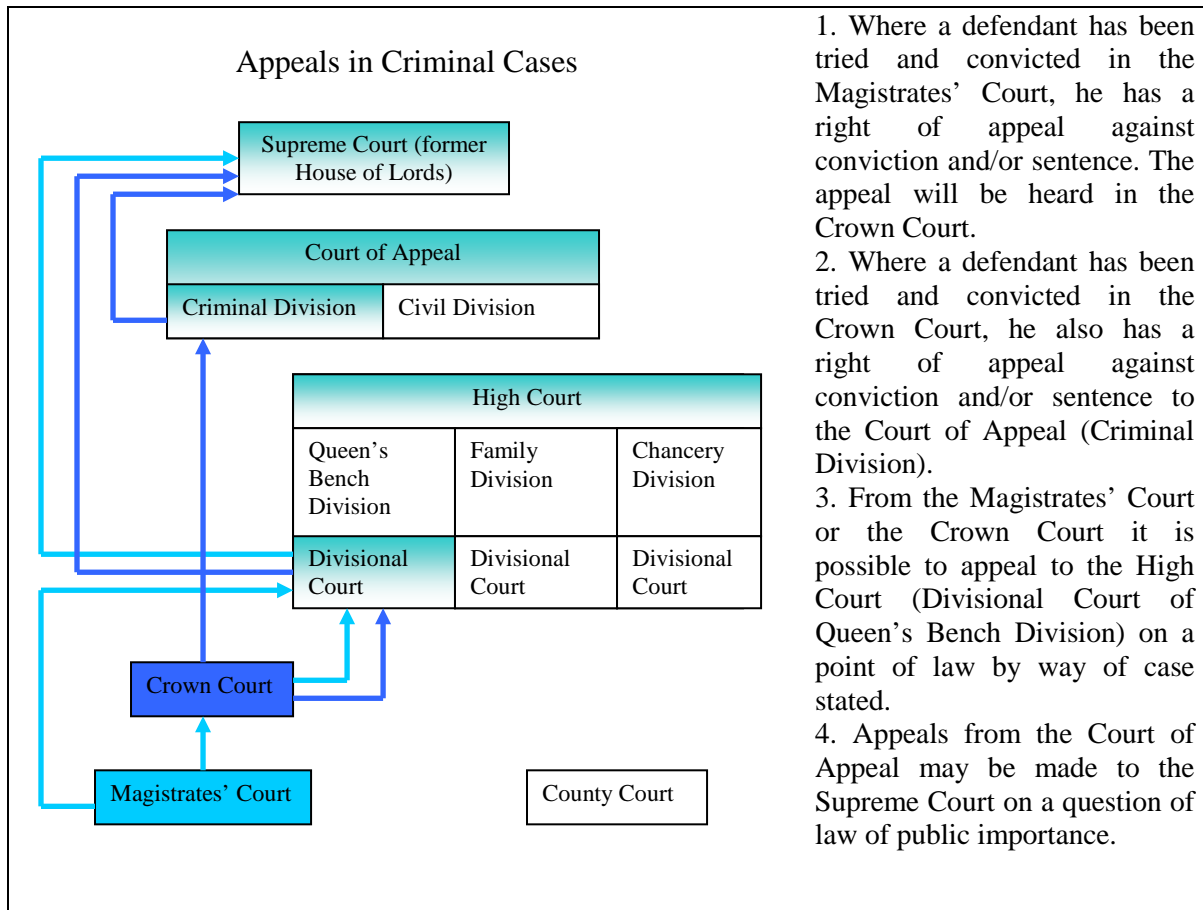 Appeals in Criminal Cases
Supreme Court (former
House of Lords)
Court of Appeal
Criminal Division
Civil Division
High Court
Queen's
Bench
Division
Family
Division
Chancery
Division
Divisional
Court
Divisional
Court
Divisional
Court
Crown Court
Magistrates' Court
County Court
1. Where a defendant has been
tried and convicted in the
Magistrates' Court, he has a
right of appeal against
conviction and/or sentence. The
appeal will be heard in the
Crown Court.
2. Where a defendant has been
tried and convicted in the
Crown Court, he also has a
right of appeal against
conviction and/or sentence to
the Court of Appeal (Criminal
Division).
3. From the Magistrates' Court
or the Crown Court it is
possible to appeal to the High
Court (Divisional Court of
Queen's Bench Division) on a
point of law by way of case
stated.
4. Appeals from the Court of
Appeal may be made to the
Supreme Court on a question of
law of public importance.